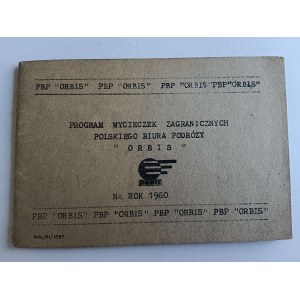 PBP "ORBIS" PBP "ORBIS" PBP "ORBIS" PBP "ORBIS"
PROGRAM WYCIECZEK ZAGRANICZNYCH
POLSKIEGO BIURA PODRÓŻY
" ORBIS "
ORBIS
Na ROK 1960
PBP "ORBIS" PBP "ORBIS" PBP "ORBIS" PBP "ORBIS"